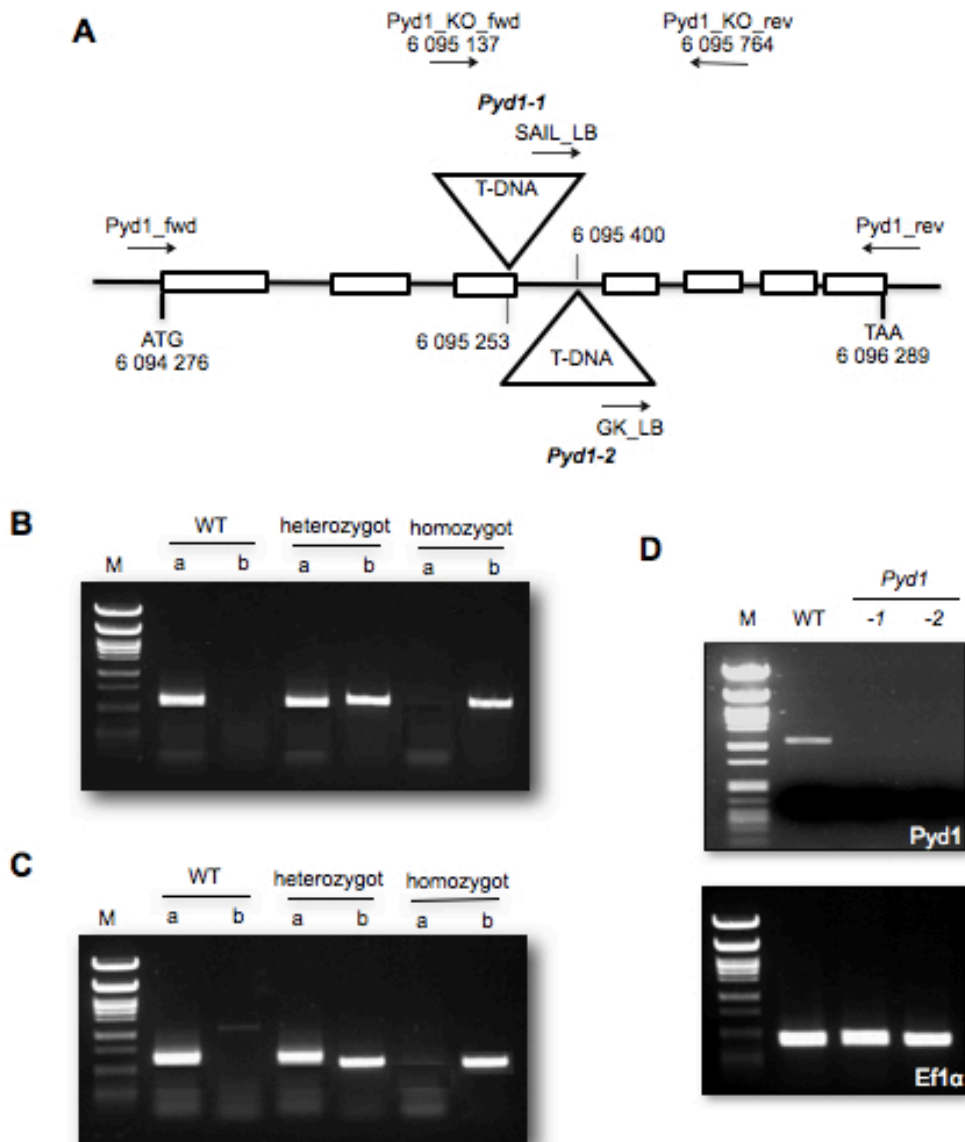 A
Pyd1_KO_fwd
6 095 137
Pyd1_KO_rev
6 095 764
Pyd1-1
SAIL_LB
T-DNA
Pyd1_fwd
6 095 400
Pyd1_rev
ATG
6 094 276
6 095 253
TAA
6 096 289
T-DNA
GK_LB
Pyd1-2
B
WT heterozygot homozygot
M a b a b a b
C
WT heterozygot homozygot
M a b a b a b
D
Pyd1
M WT -1 -2
Pyd1
Ef1α